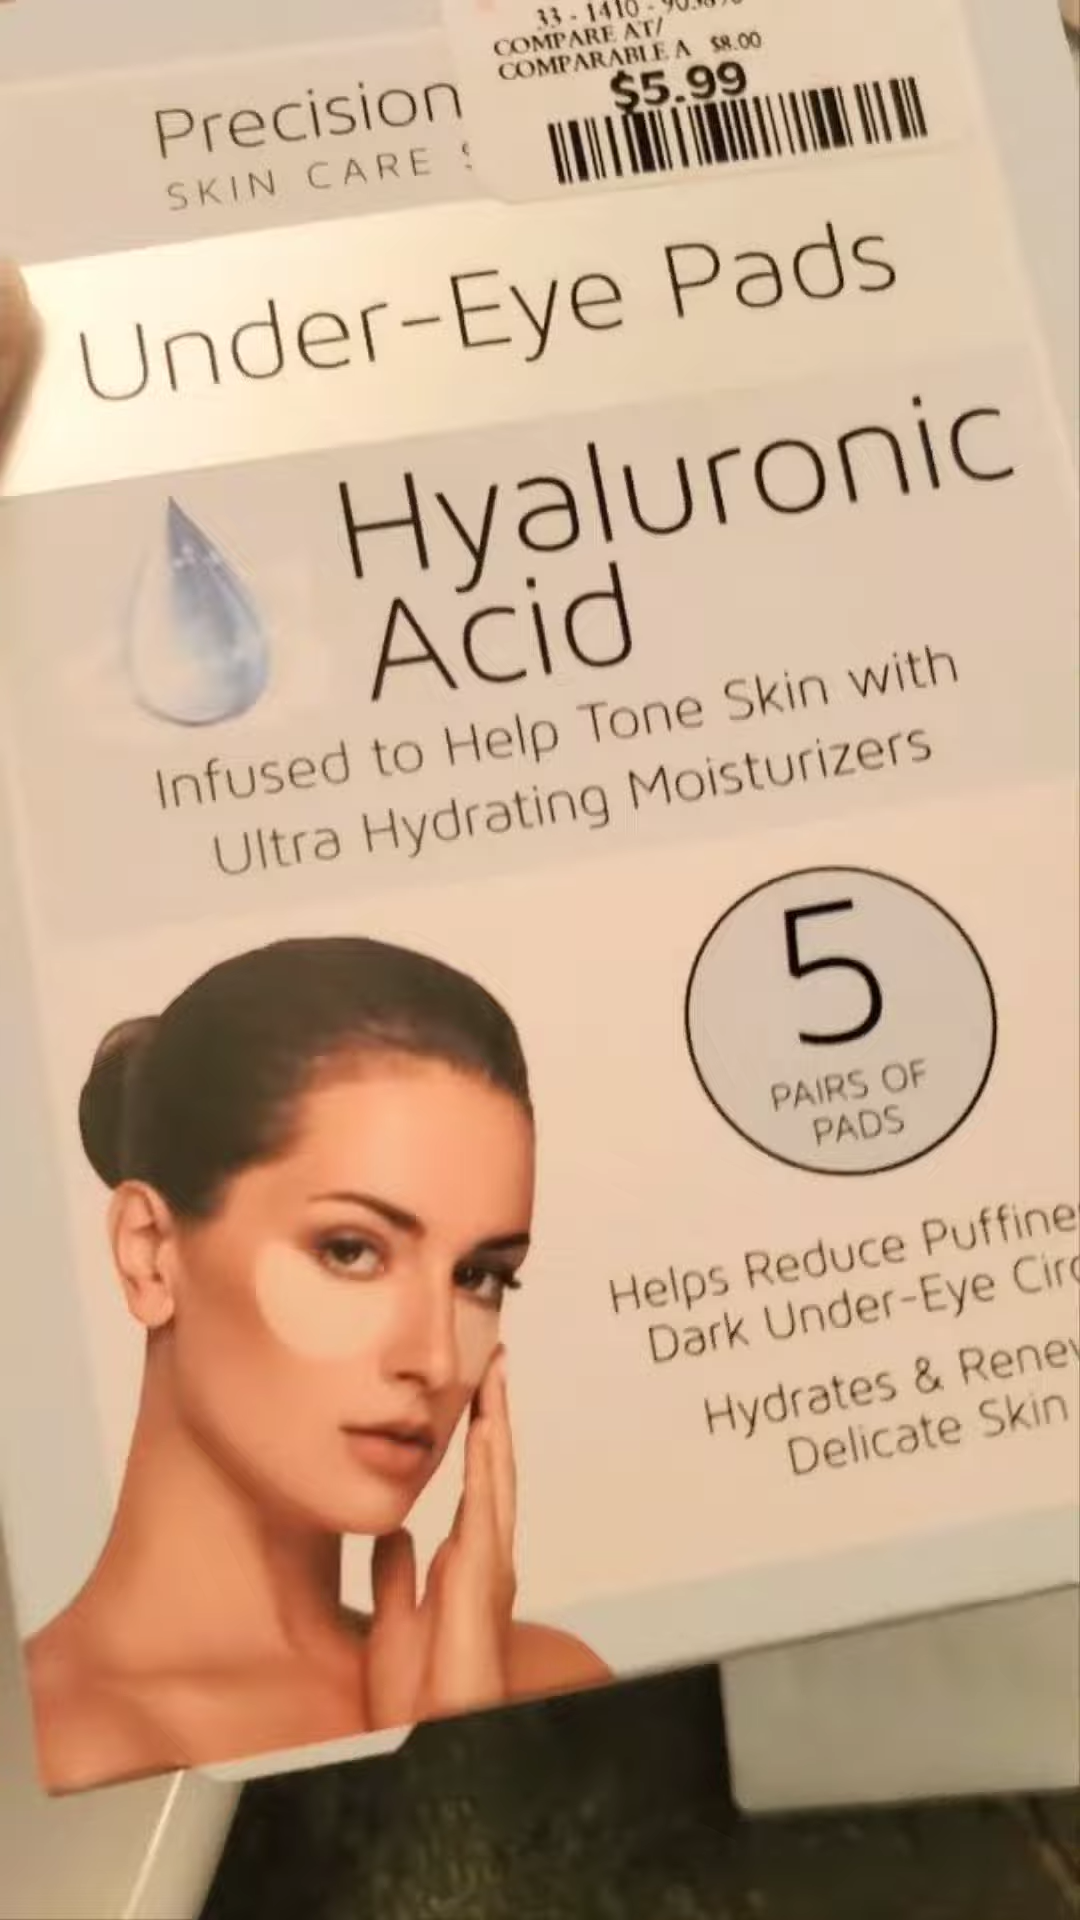 33 - 1410
COMPARE AT/
COMPARABLE A $8.00
$5.99
Precision
SKIN CARE
Under-Eye Pads
Hyaluronic
Acid
Infused to Help Tone Skin with
Ultra Hydrating Moisturizers
5
PAIRS OF
PADS
Helps Reduce
Dark Under-Eye
Hydrates &
Delicate Skin